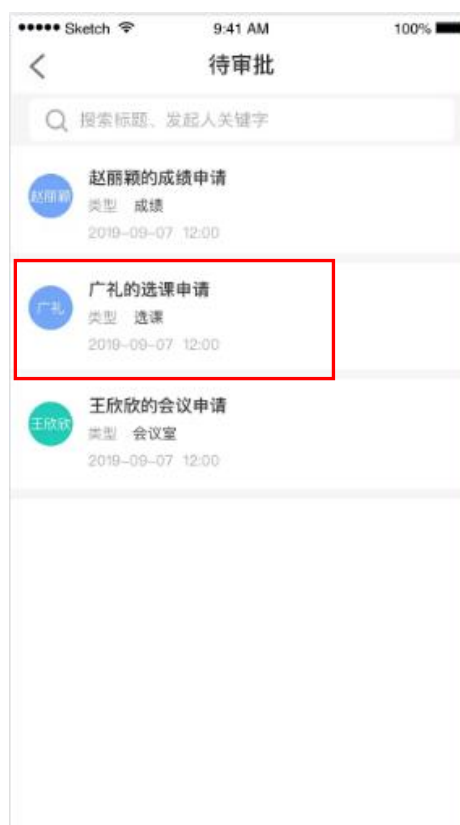 ••••• Sketch 9:41 AM 100%
待审批
搜索标题、发起人关键字
赵丽颖 赵丽颖的成绩申请
类型 成绩
2019-09-07 12:00
广礼 广礼的选课申请
类型 选课
2019-09-07 12:00
王欣欣 王欣欣的会议申请
类型 会议室
2019-09-07 12:00